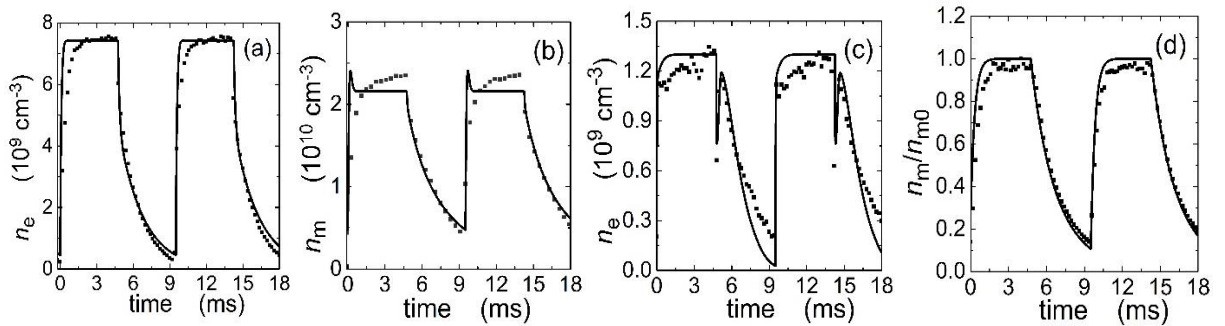 8
6
4
2
0
n_e (10^9 cm^-3)
(a)
0 3 6 9 12 15 18
time (ms)
3
2
1
0
n_m (10^10 cm^-3)
(b)
0 3 6 9 12 15 18
time (ms)
1.5
1.2
0.9
0.6
0.3
0.0
n_e (10^9 cm^-3)
(c)
0 3 6 9 12 15 18
time (ms)
1.2
1.0
0.8
0.6
0.4
0.2
0.0
n_m/n_m0
(d)
0 3 6 9 12 15 18
time (ms)